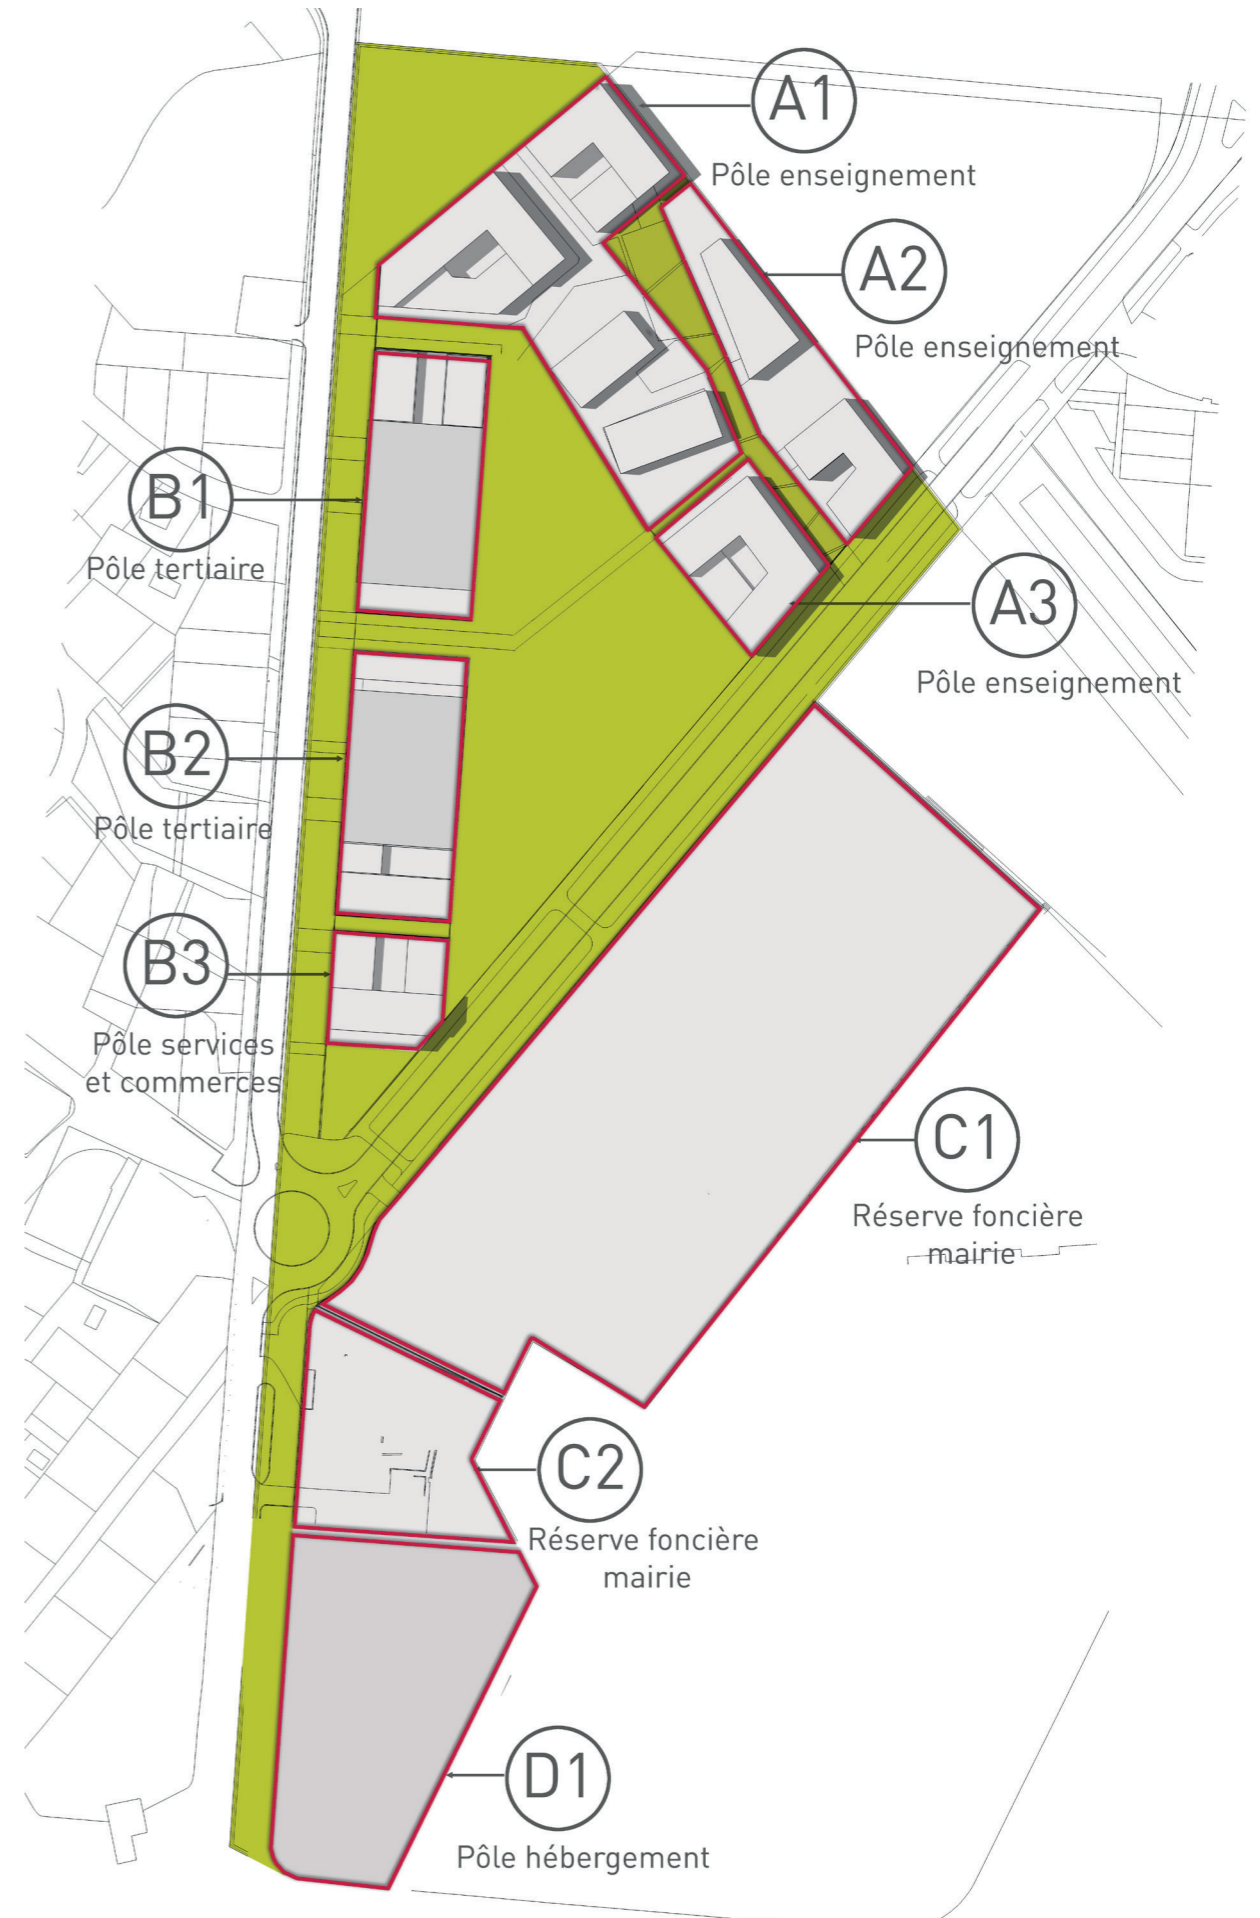 A1
Pôle enseignement
A2
Pôle enseignement
B1
Pôle tertiaire
A3
Pôle enseignement
B2
Pôle tertiaire
B3
Pôle services
et commerces
C1
Réserve foncière
mairie
C2
Réserve foncière
mairie
D1
Pôle hébergement